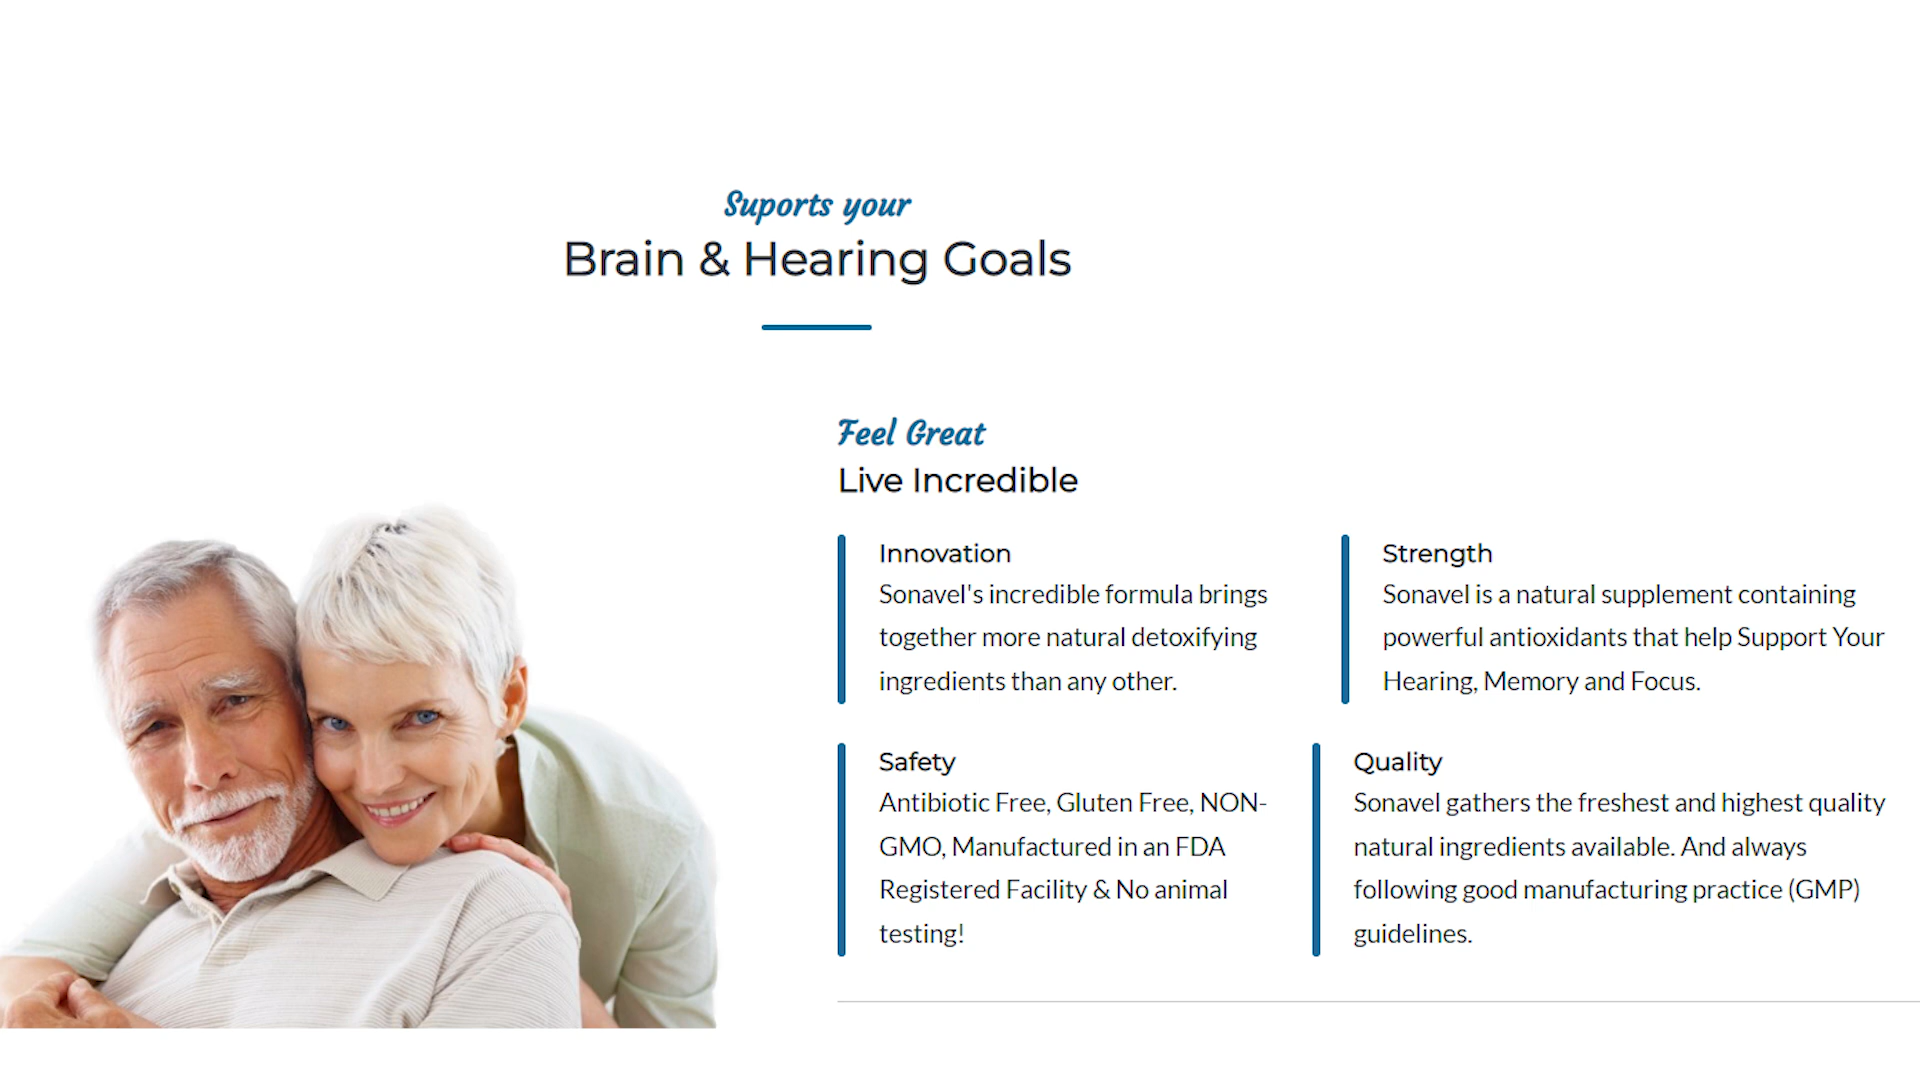 Suports your
Brain & Hearing Goals
Feel Great
Live Incredible
Innovation
Sonavel's incredible formula brings
together more natural detoxifying
ingredients than any other.
Strength
Sonavel is a natural supplement containing
powerful antioxidants that help Support Your
Hearing, Memory and Focus.
Safety
Antibiotic Free, Gluten Free, NON-
GMO, Manufactured in an FDA
Registered Facility & No animal
testing!
Quality
Sonavel gathers the freshest and highest quality
natural ingredients available. And always
following good manufacturing practice (GMP)
guidelines.